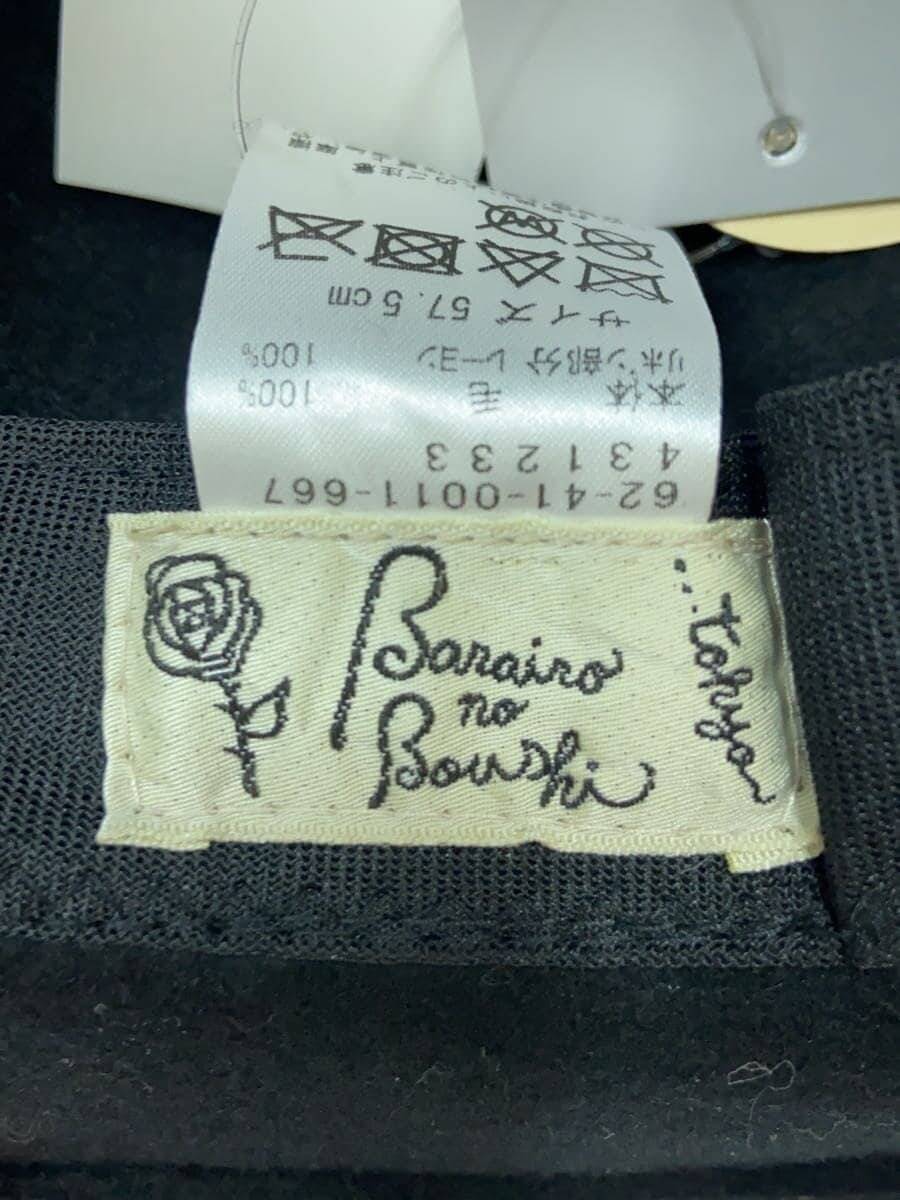 62-41-0011-667
431233
本体 毛 100%
リボン部分 レーヨン 100%
サイズ 57.5cm
Barairo
no
Boushi
...tokyo